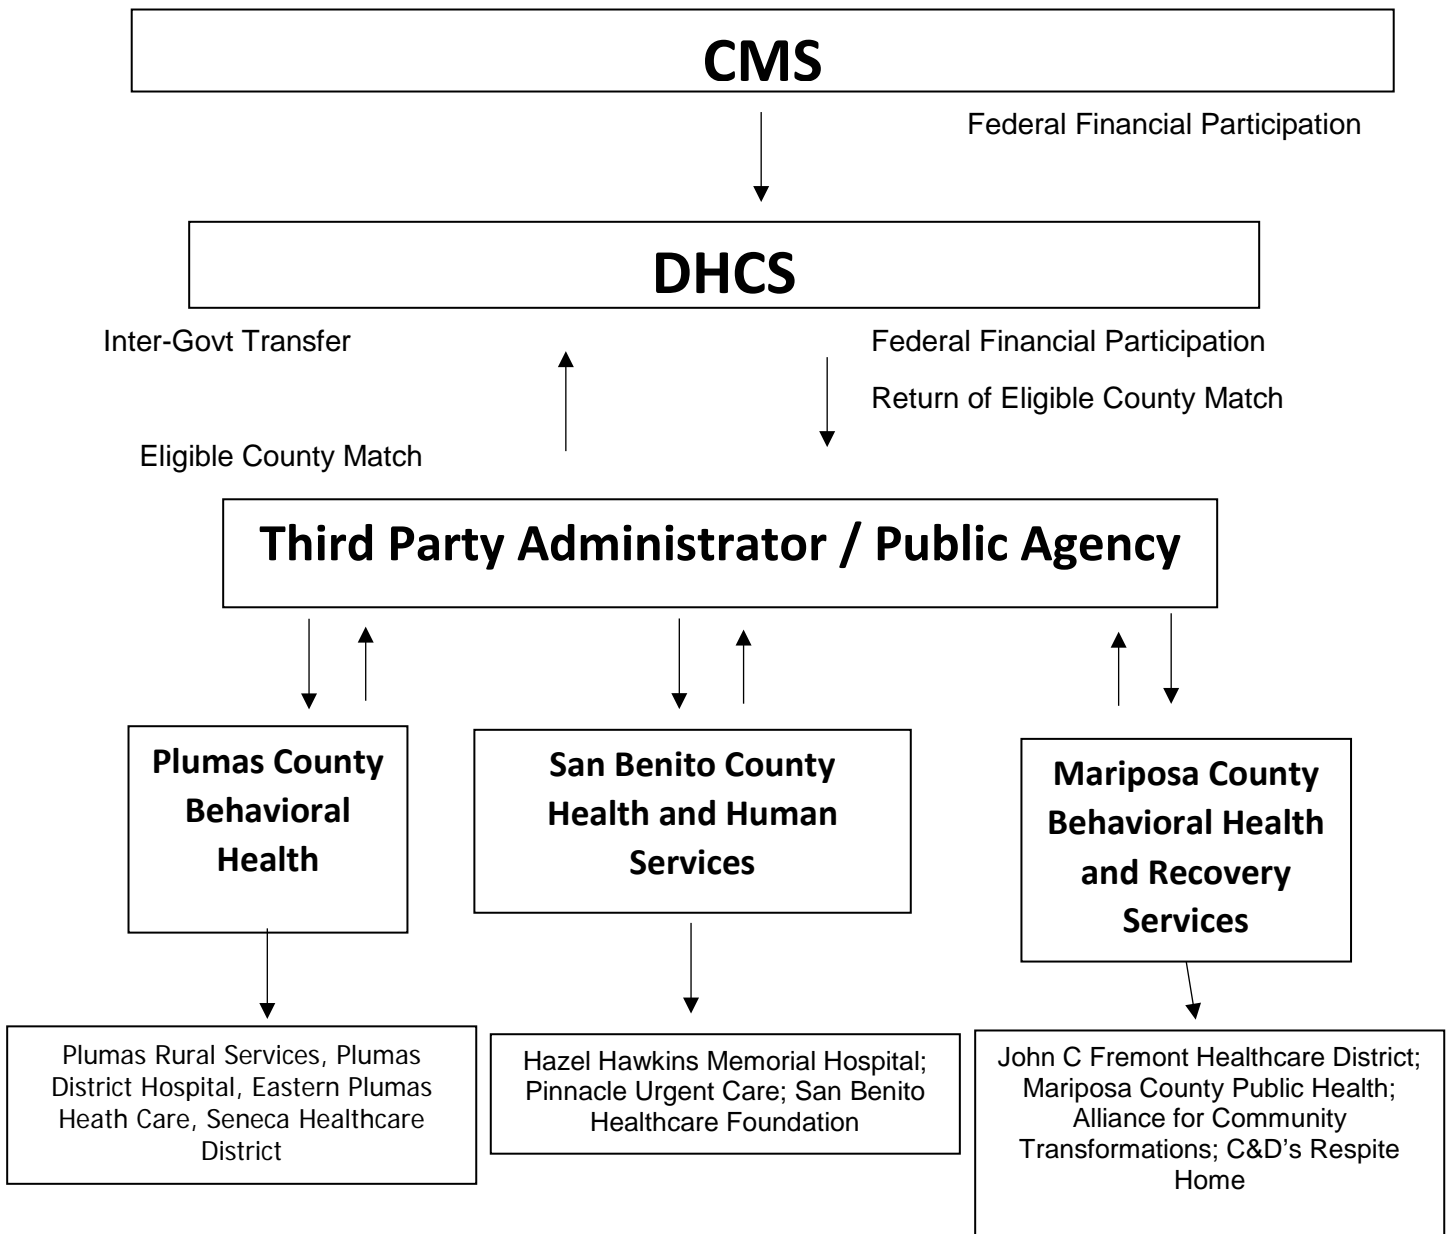 CMS
Federal Financial Participation
DHCS
Inter-Govt Transfer
Federal Financial Participation
Return of Eligible County Match
Eligible County Match
Third Party Administrator / Public Agency
Plumas County
Behavioral
Health
San Benito County
Health and Human
Services
Mariposa County
Behavioral Health
and Recovery
Services
Plumas Rural Services, Plumas
District Hospital, Eastern Plumas
Heath Care, Seneca Healthcare
District
Hazel Hawkins Memorial Hospital;
Pinnacle Urgent Care; San Benito
Healthcare Foundation
John C Fremont Healthcare District;
Mariposa County Public Health;
Alliance for Community
Transformations; C&D’s Respite
Home